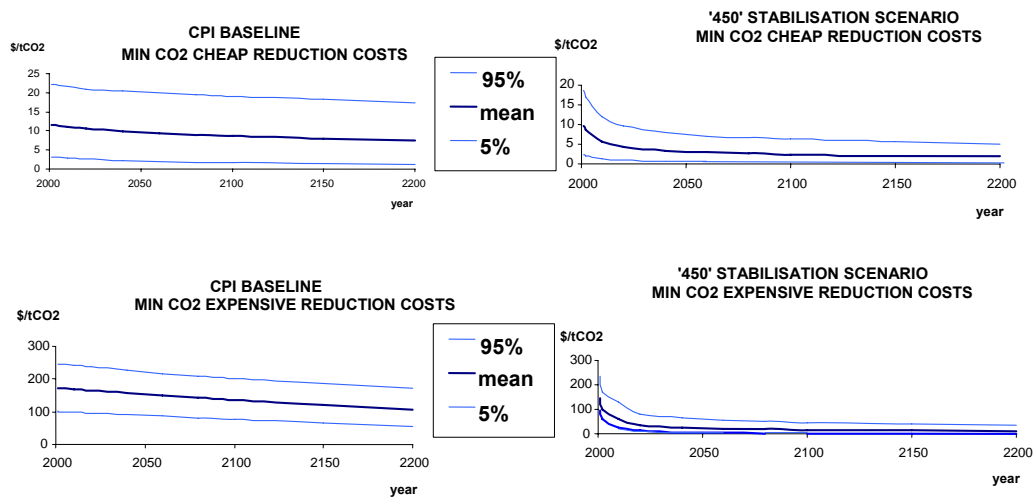 CPI BASELINE
MIN CO2 CHEAP REDUCTION COSTS
$/tCO2
25
20
15
10
5
0
2000 2050 2100 2150 2200
year
95%
mean
5%
'450' STABILISATION SCENARIO
MIN CO2 CHEAP REDUCTION COSTS
$/tCO2
20
15
10
5
0
2000 2050 2100 2150 2200
year
CPI BASELINE
MIN CO2 EXPENSIVE REDUCTION COSTS
$/tCO2
300
200
100
0
2000 2050 2100 2150 2200
year
95%
mean
5%
'450' STABILISATION SCENARIO
MIN CO2 EXPENSIVE REDUCTION COSTS
$/tCO2
300
200
100
0
2000 2050 2100 2150 2200
year